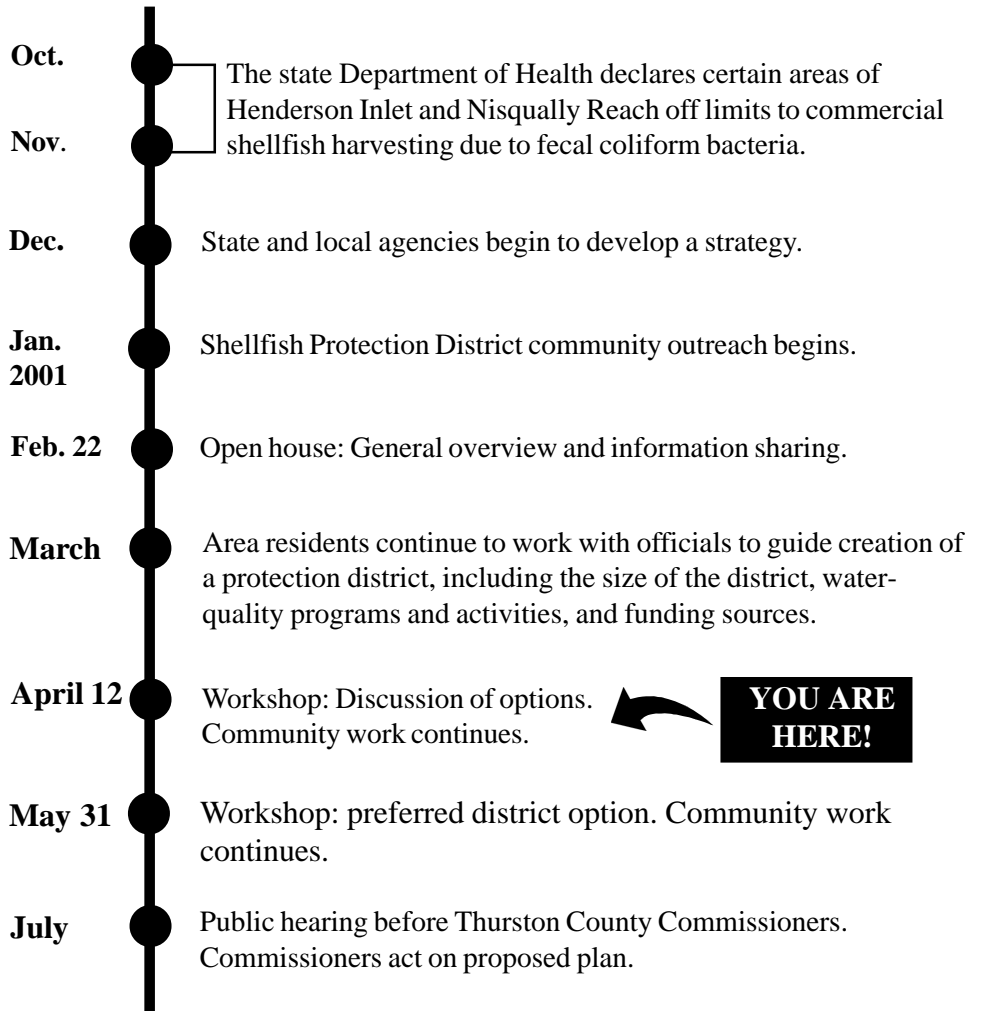 Oct.
The state Department of Health declares certain areas of
Henderson Inlet and Nisqually Reach off limits to commercial
Nov.
shellfish harvesting due to fecal coliform bacteria.
Dec.
State and local agencies begin to develop a strategy.
Jan.
2001
Shellfish Protection District community outreach begins.
Feb. 22
Open house: General overview and information sharing.
March
Area residents continue to work with officials to guide creation of
a protection district, including the size of the district, water-
quality programs and activities, and funding sources.
April 12
Workshop: Discussion of options.
Community work continues.
YOU ARE
HERE!
May 31
Workshop: preferred district option. Community work
continues.
July
Public hearing before Thurston County Commissioners.
Commissioners act on proposed plan.